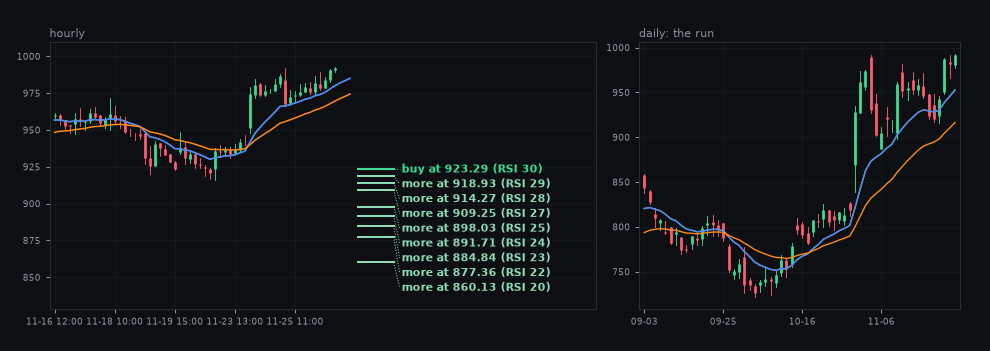 hourly
1000
975
950
925
900
875
850
11-16 12:00 11-18 10:00 11-19 15:00 11-23 13:00 11-25 11:00
buy at 923.29 (RSI 30)
more at 918.93 (RSI 29)
more at 914.27 (RSI 28)
more at 909.25 (RSI 27)
more at 898.03 (RSI 25)
more at 891.71 (RSI 24)
more at 884.84 (RSI 23)
more at 877.36 (RSI 22)
more at 860.13 (RSI 20)
daily: the run
1000
950
900
850
800
750
09-03 09-25 10-16 11-06